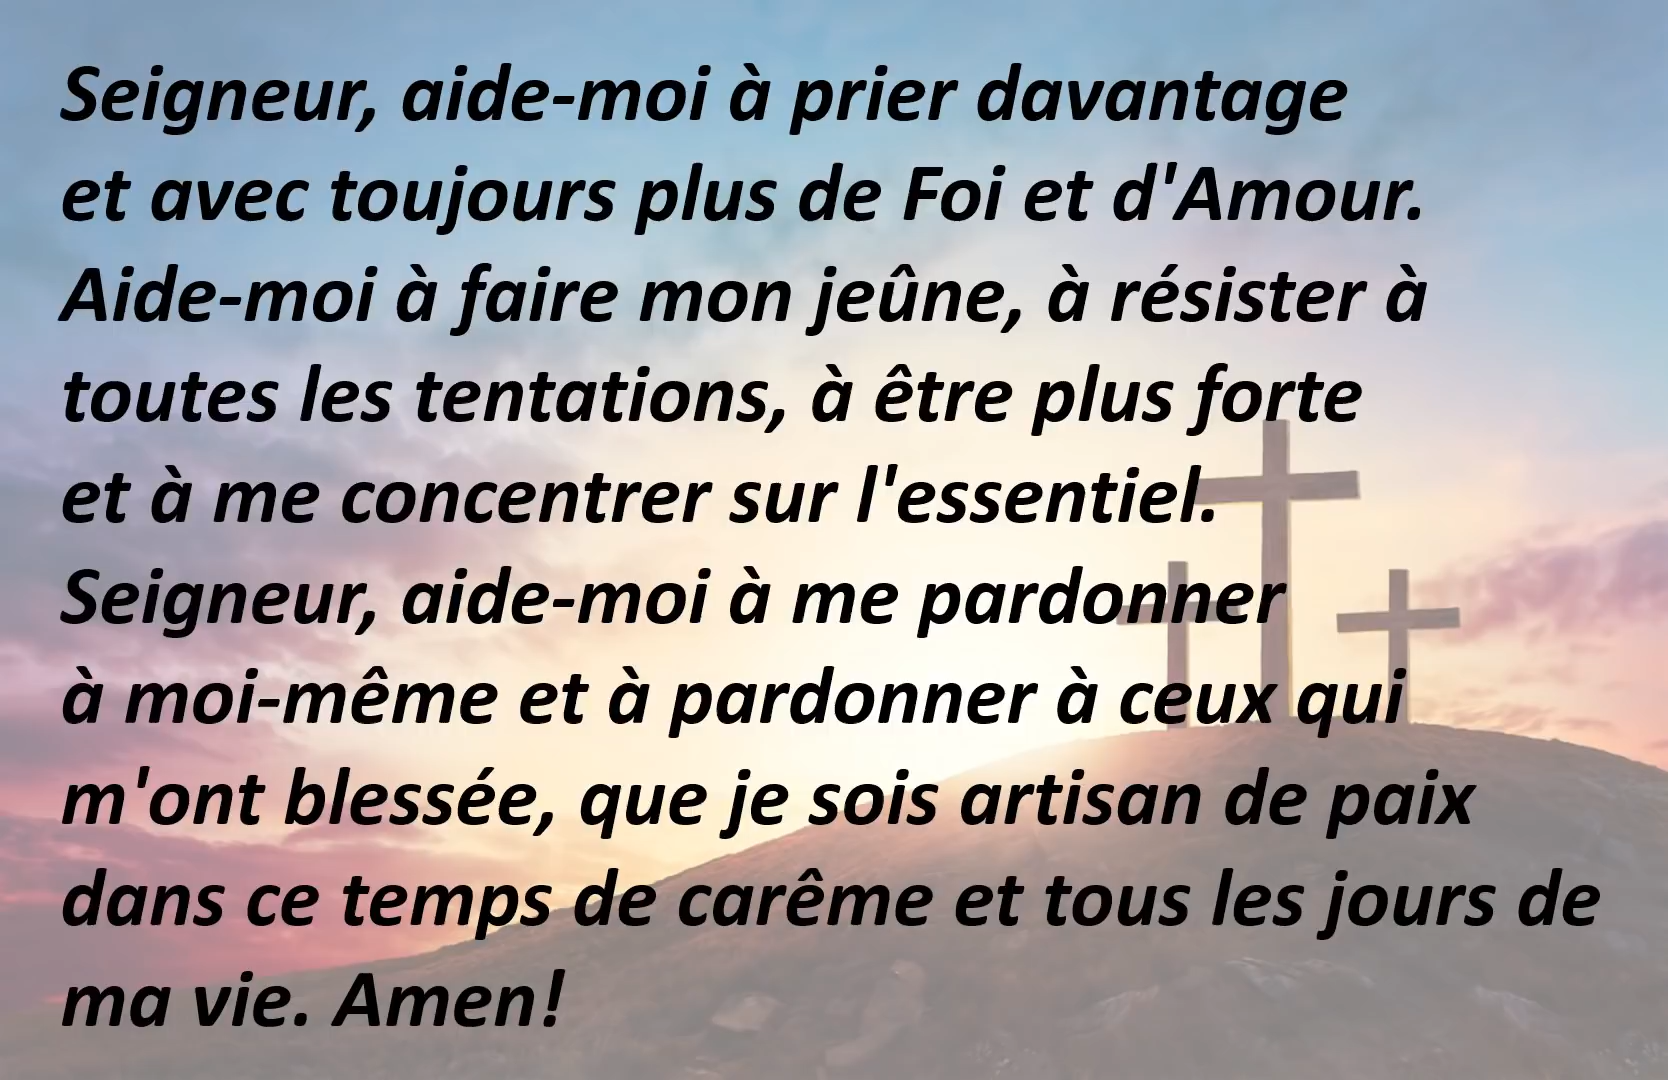 Seigneur, aide-moi à prier davantage
et avec toujours plus de Foi et d'Amour.
Aide-moi à faire mon jeûne, à résister à
toutes les tentations, à être plus forte
et à me concentrer sur l'essentiel.
Seigneur, aide-moi à me pardonner
à moi-même et à pardonner à ceux qui
m'ont blessée, que je sois artisan de paix
dans ce temps de carême et tous les jours de
ma vie. Amen!